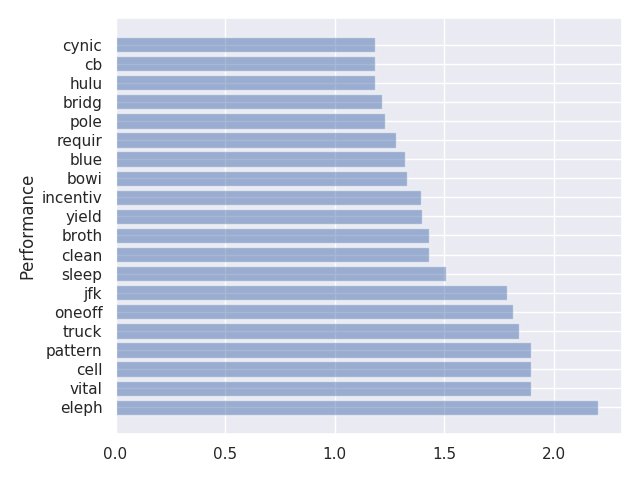 cynic
cb
hulu
bridg
pole
requir
blue
bowi
incentiv
yield
broth
clean
sleep
jfk
oneoff
truck
pattern
cell
vital
eleph
Performance
0.0 0.5 1.0 1.5 2.0